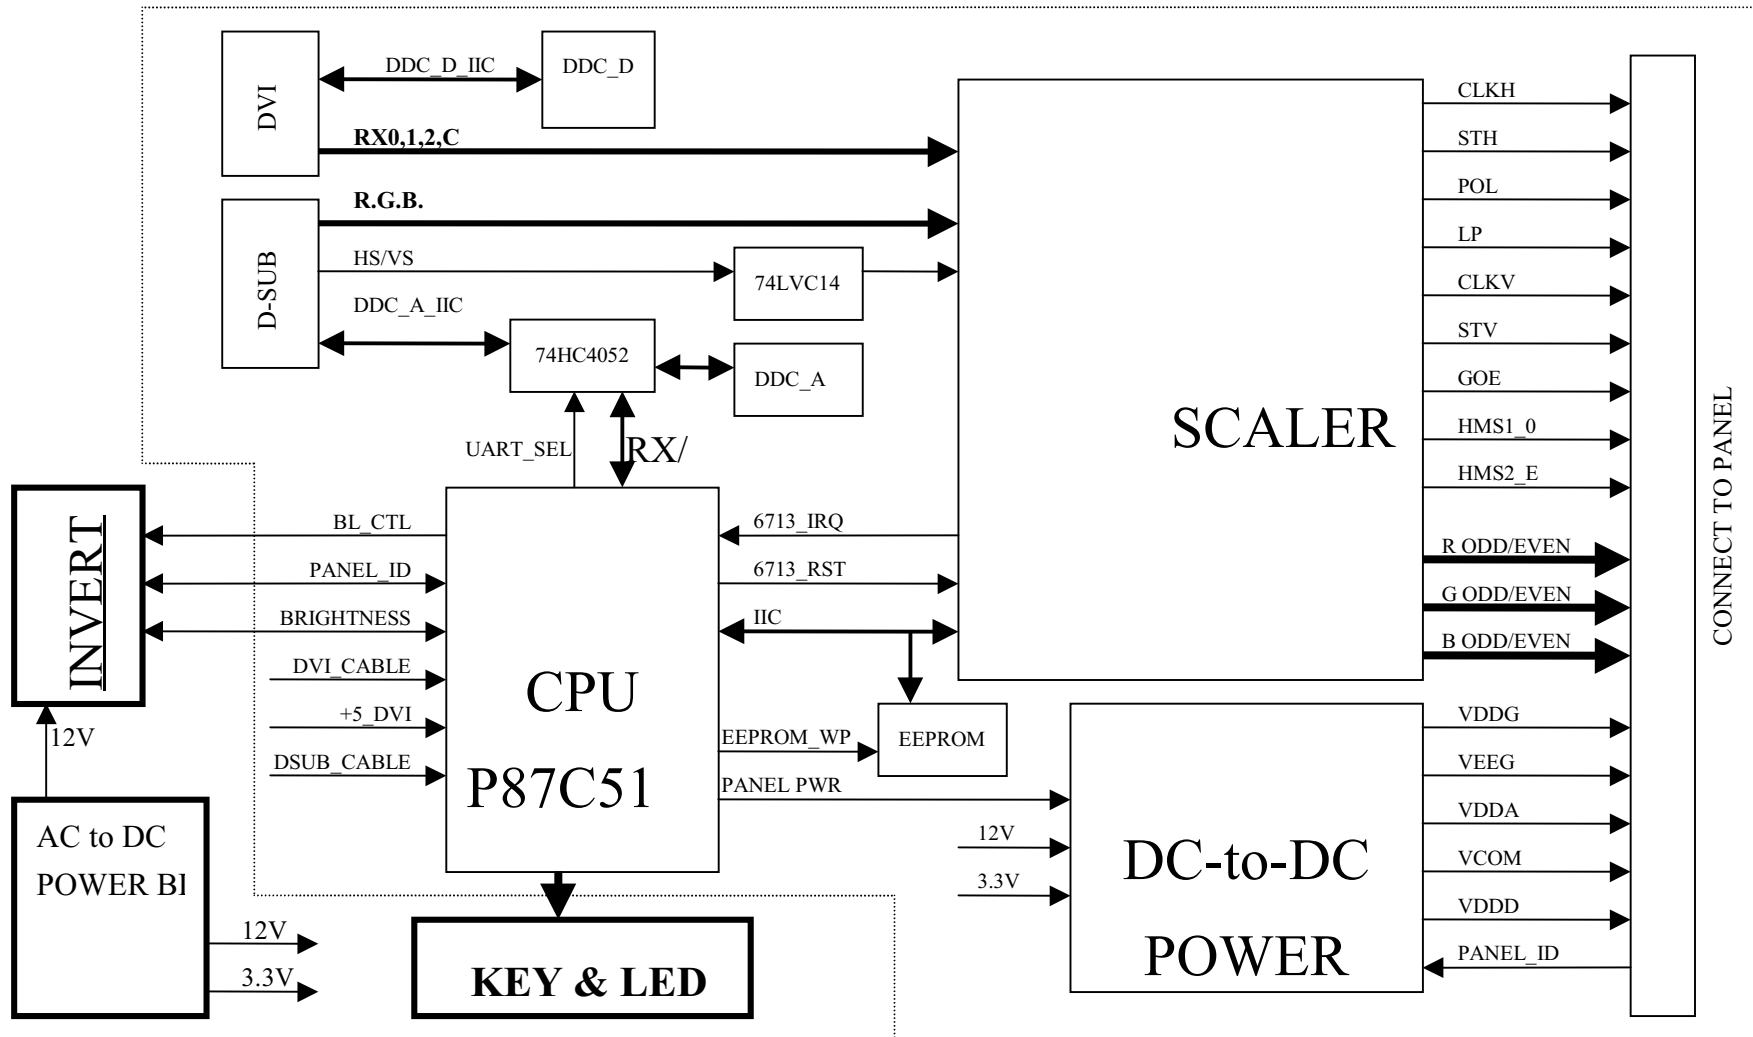 DVI
DDC_D_IIC
DDC_D
RX0,1,2,C
D-SUB
R.G.B.
HS/VS
74LVC14
DDC_A_IIC
74HC4052
DDC_A
UART_SEL
RX/
SCALER
CLKH
STH
POL
LP
CLKV
STV
GOE
HMS1_0
HMS2_E
R ODD/EVEN
G ODD/EVEN
B ODD/EVEN
CONNECT TO PANEL
INVERT
BL_CTL
PANEL_ID
BRIGHTNESS
DVI_CABLE
+5_DVI
DSUB_CABLE
CPU
P87C51
6713_IRQ
6713_RST
IIC
EEPROM_WP
EEPROM
PANEL PWR
12V
3.3V
DC-to-DC
POWER
VDDG
VEEG
VDDA
VCOM
VDDD
PANEL_ID
12V
AC to DC
POWER
12V
3.3V
KEY & LED